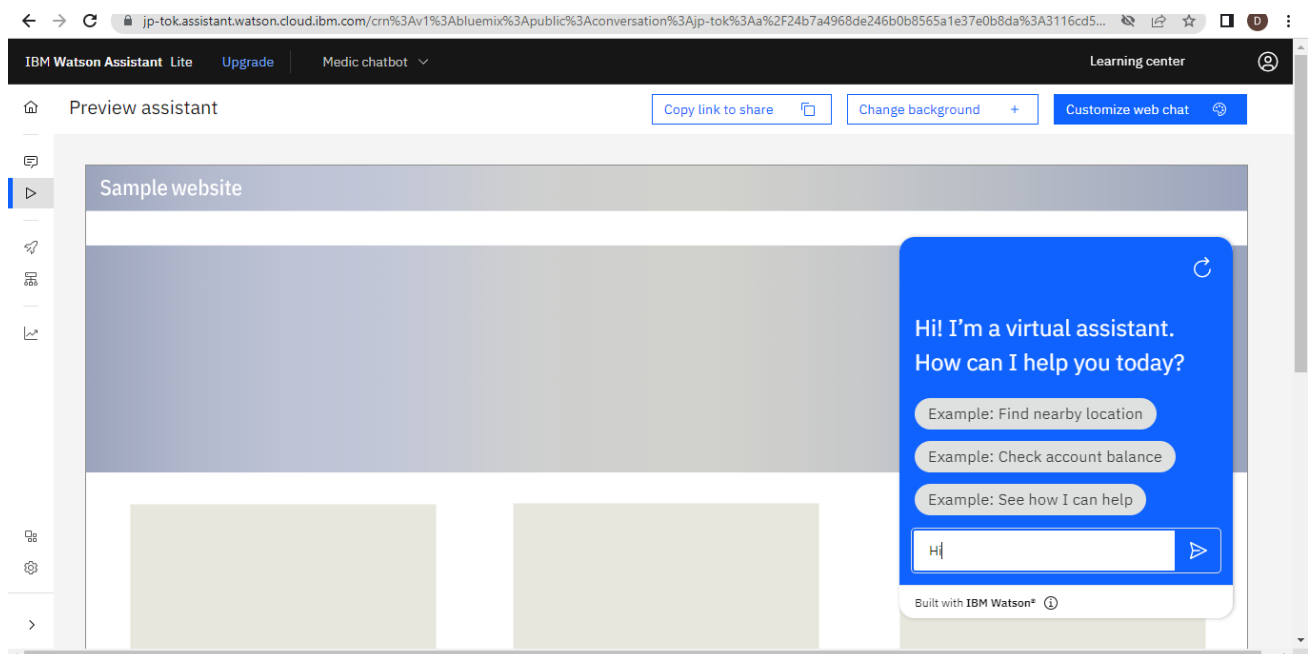 jp-tok.assistant.watson.cloud.ibm.com/crn%3Av1%3Abluemix%3Apublic%3Aconversation%3Ajp-tok%3Aa%2F24b7a4968de246b0b8565a1e37e0b8da%3A3116cd5...
D
IBM Watson Assistant Lite Upgrade Medic chatbot Learning center
Preview assistant Copy link to share Change background + Customize web chat
Sample website
Hi! I'm a virtual assistant.
How can I help you today?
Example: Find nearby location
Example: Check account balance
Example: See how I can help
Hi
Built with IBM Watson®